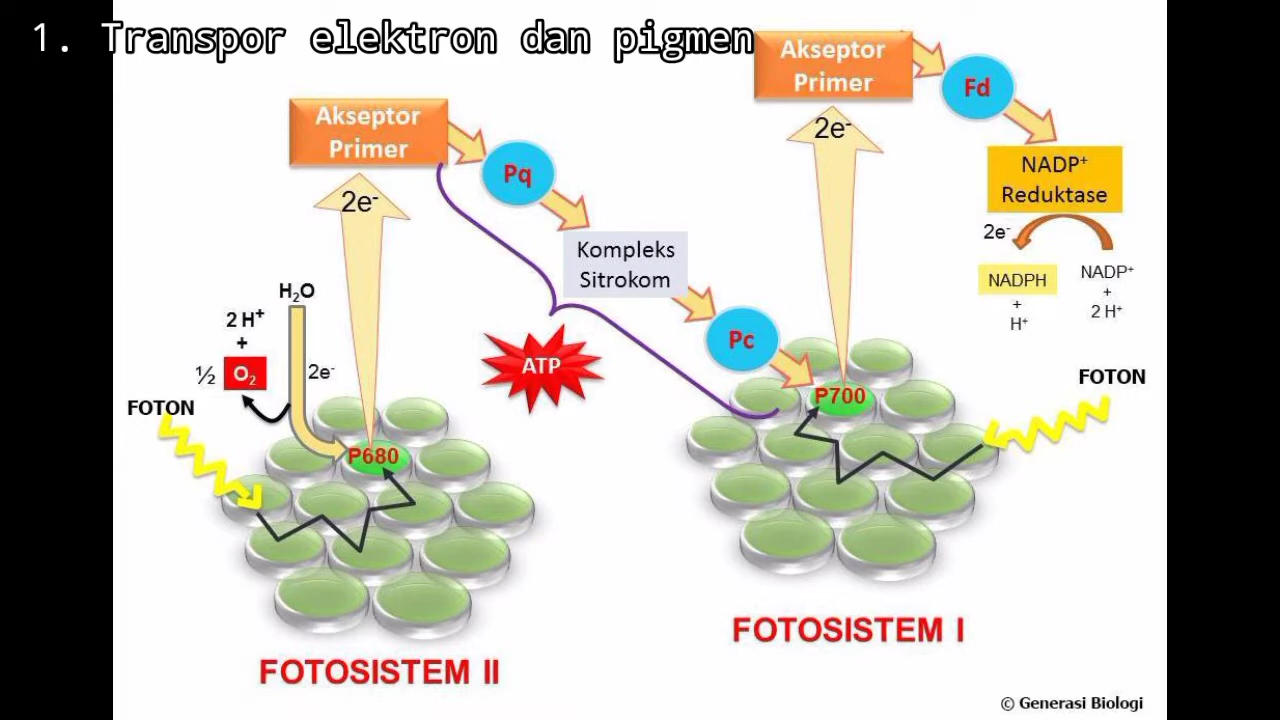 1. Transpor elektron dan pigmen
Akseptor
Primer
2e-
Pq
Kompleks
Sitrokom
Pc
ATP
H₂O
2 H⁺
+
½ O₂
2e-
FOTON
P680
FOTOSISTEM II
Akseptor
Primer
2e-
Fd
NADP⁺
Reduktase
2e-
NADPH
+
H⁺
NADP⁺
+
2 H⁺
FOTON
P700
FOTOSISTEM I
© Generasi Biologi